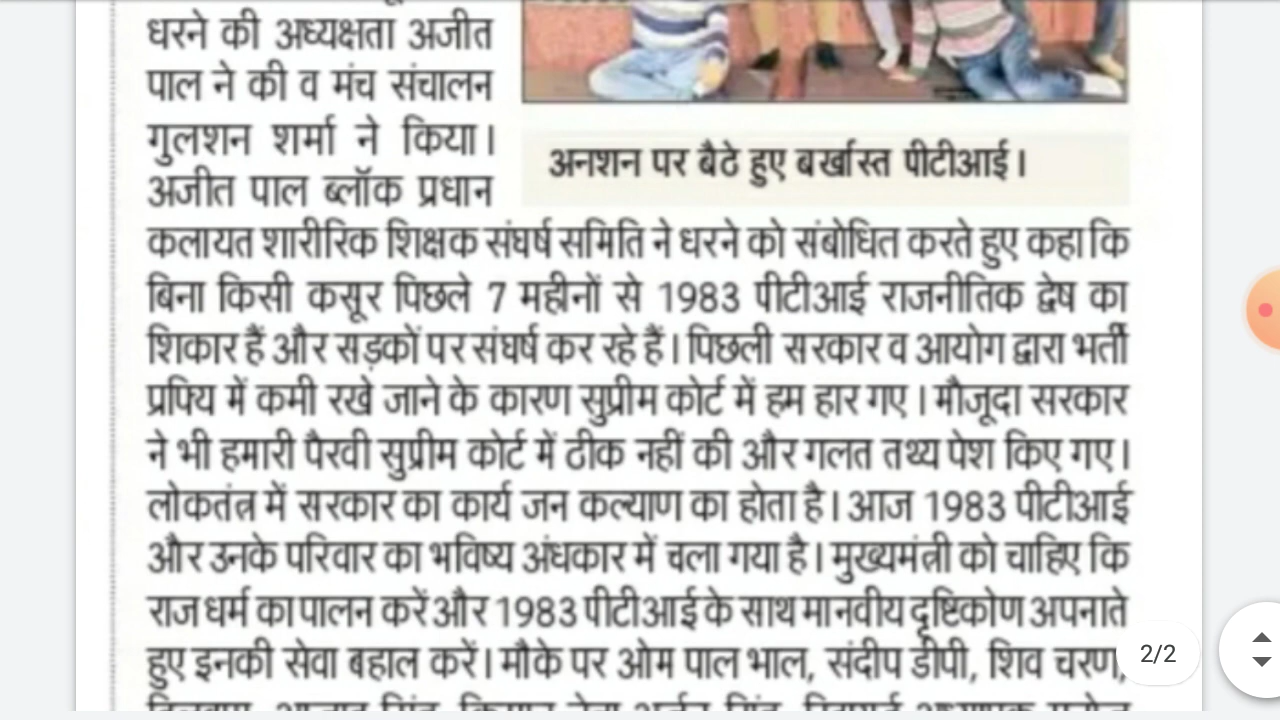 धरने की अध्यक्षता अजीत
पाल ने की व मंच संचालन
गुलशन शर्मा ने किया।
अजीत पाल ब्लॉक प्रधान
अनशन पर बैठे हुए बर्खास्त पीटीआई।
कलायत शारीरिक शिक्षक संघर्ष समिति ने धरने को संबोधित करते हुए कहा कि
बिना किसी कसूर पिछले 7 महीनों से 1983 पीटीआई राजनीतिक द्वेष का
शिकार हैं और सड़कों पर संघर्ष कर रहे हैं। पिछली सरकार व आयोग द्वारा भर्ती
प्रफ्यि में कमी रखे जाने के कारण सुप्रीम कोर्ट में हम हार गए। मौजूदा सरकार
ने भी हमारी पैरवी सुप्रीम कोर्ट में ठीक नहीं की और गलत तथ्य पेश किए गए।
लोकतंत्र में सरकार का कार्य जन कल्याण का होता है। आज 1983 पीटीआई
और उनके परिवार का भविष्य अंधकार में चला गया है। मुख्यमंत्री को चाहिए कि
राज धर्म का पालन करें और 1983 पीटीआई के साथ मानवीय दृष्टिकोण अपनाते
हुए इनकी सेवा बहाल करें। मौके पर ओम पाल भाल, संदीप डीपी, शिव चरण,
2/2